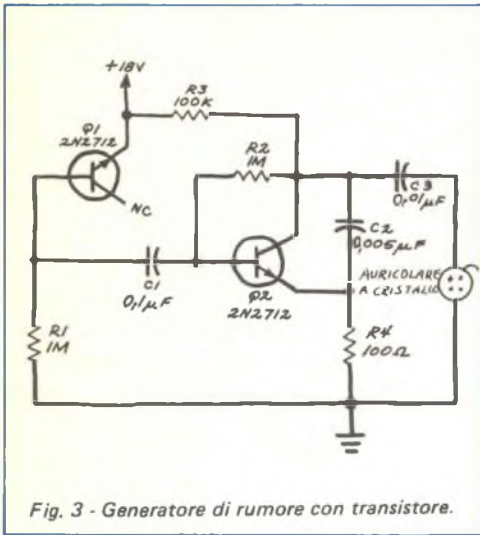 +18V
R3
100K
Q1
2N2712
R2
1M
NC
C3
0,01µF
C2
0,005µF
C1
0,1µF
Q2
2N2712
AURICOLARE
A CRISTALLO
R1
1M
R4
100Ω
Fig. 3 - Generatore di rumore con transistore.